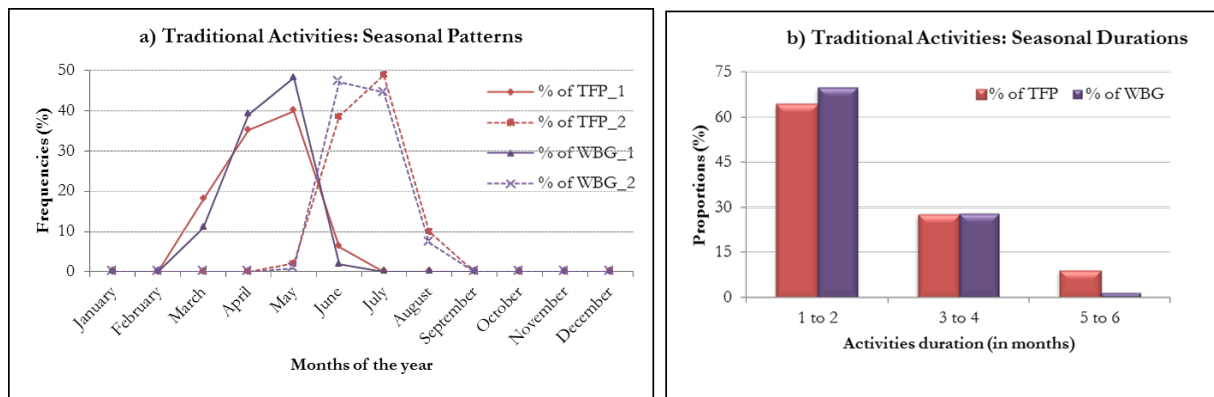 a) Traditional Activities: Seasonal Patterns
50
40
30
20
10
0
Frequencies (%)
% of TFP_1
% of TFP_2
% of WBG_1
% of WBG_2
January
February
March
April
May
June
July
August
September
October
November
December
Months of the year
b) Traditional Activities: Seasonal Durations
75
60
45
30
15
0
Proportions (%)
% of TFP
% of WBG
1 to 2
3 to 4
5 to 6
Activities duration (in months)